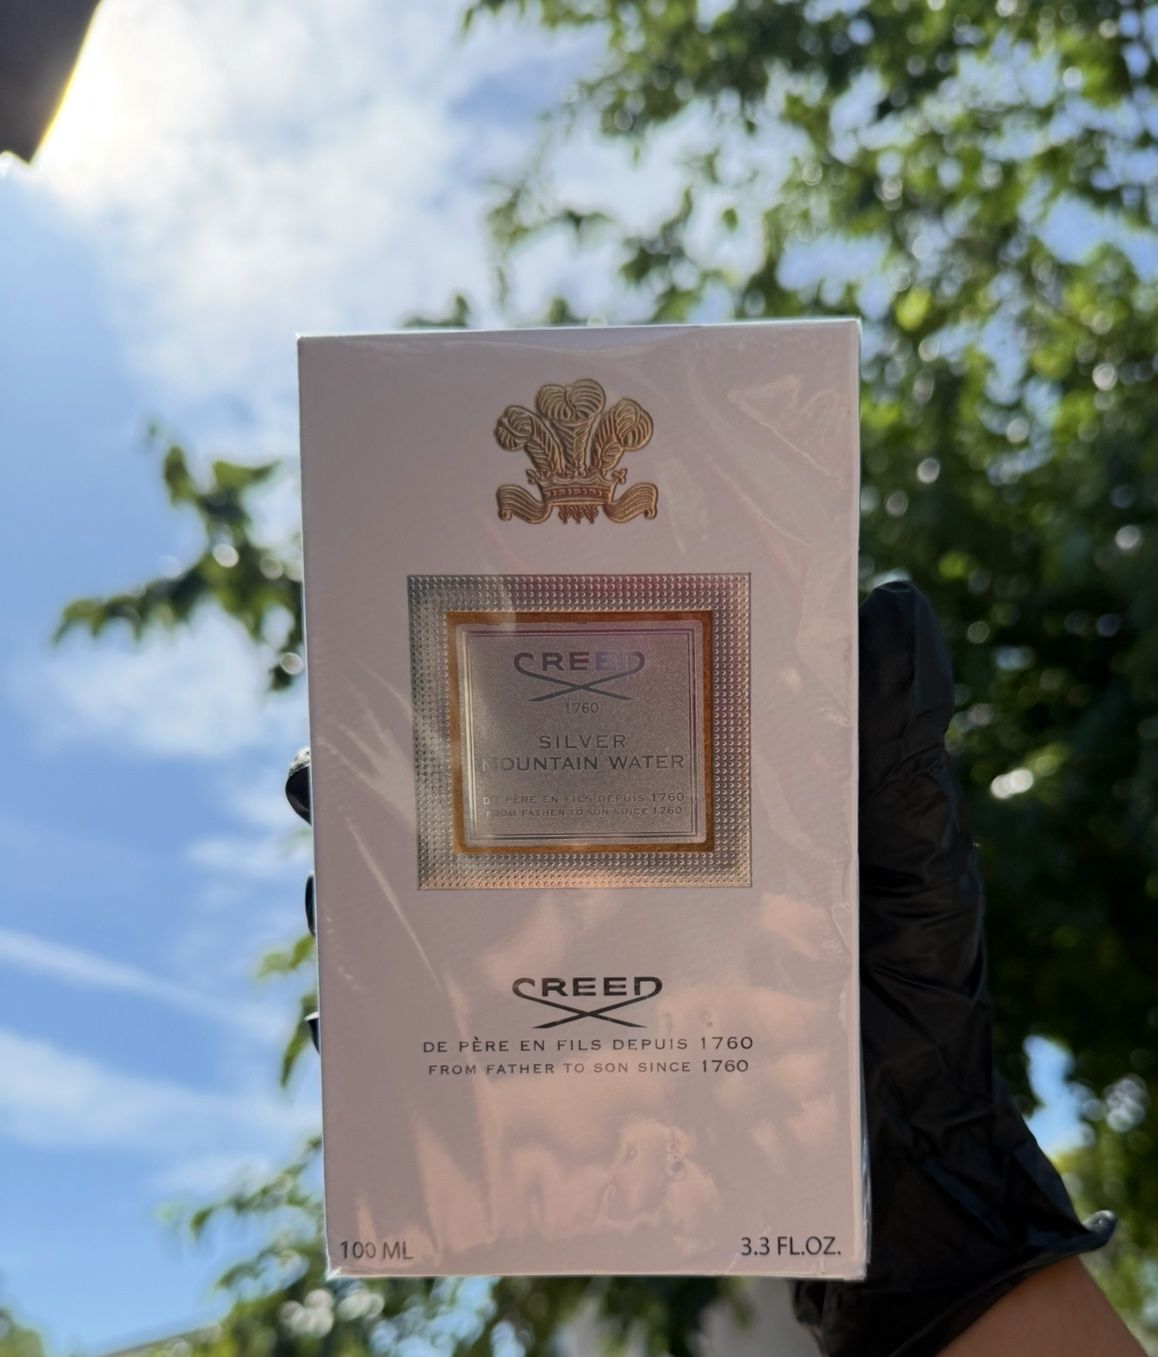 CREED
1760
SILVER
MOUNTAIN WATER
DE PÈRE EN FILS DEPUIS 1760
FROM FATHER TO SON SINCE 1760
CREED
DE PÈRE EN FILS DEPUIS 1760
FROM FATHER TO SON SINCE 1760
100 ML
3.3 FL.OZ.